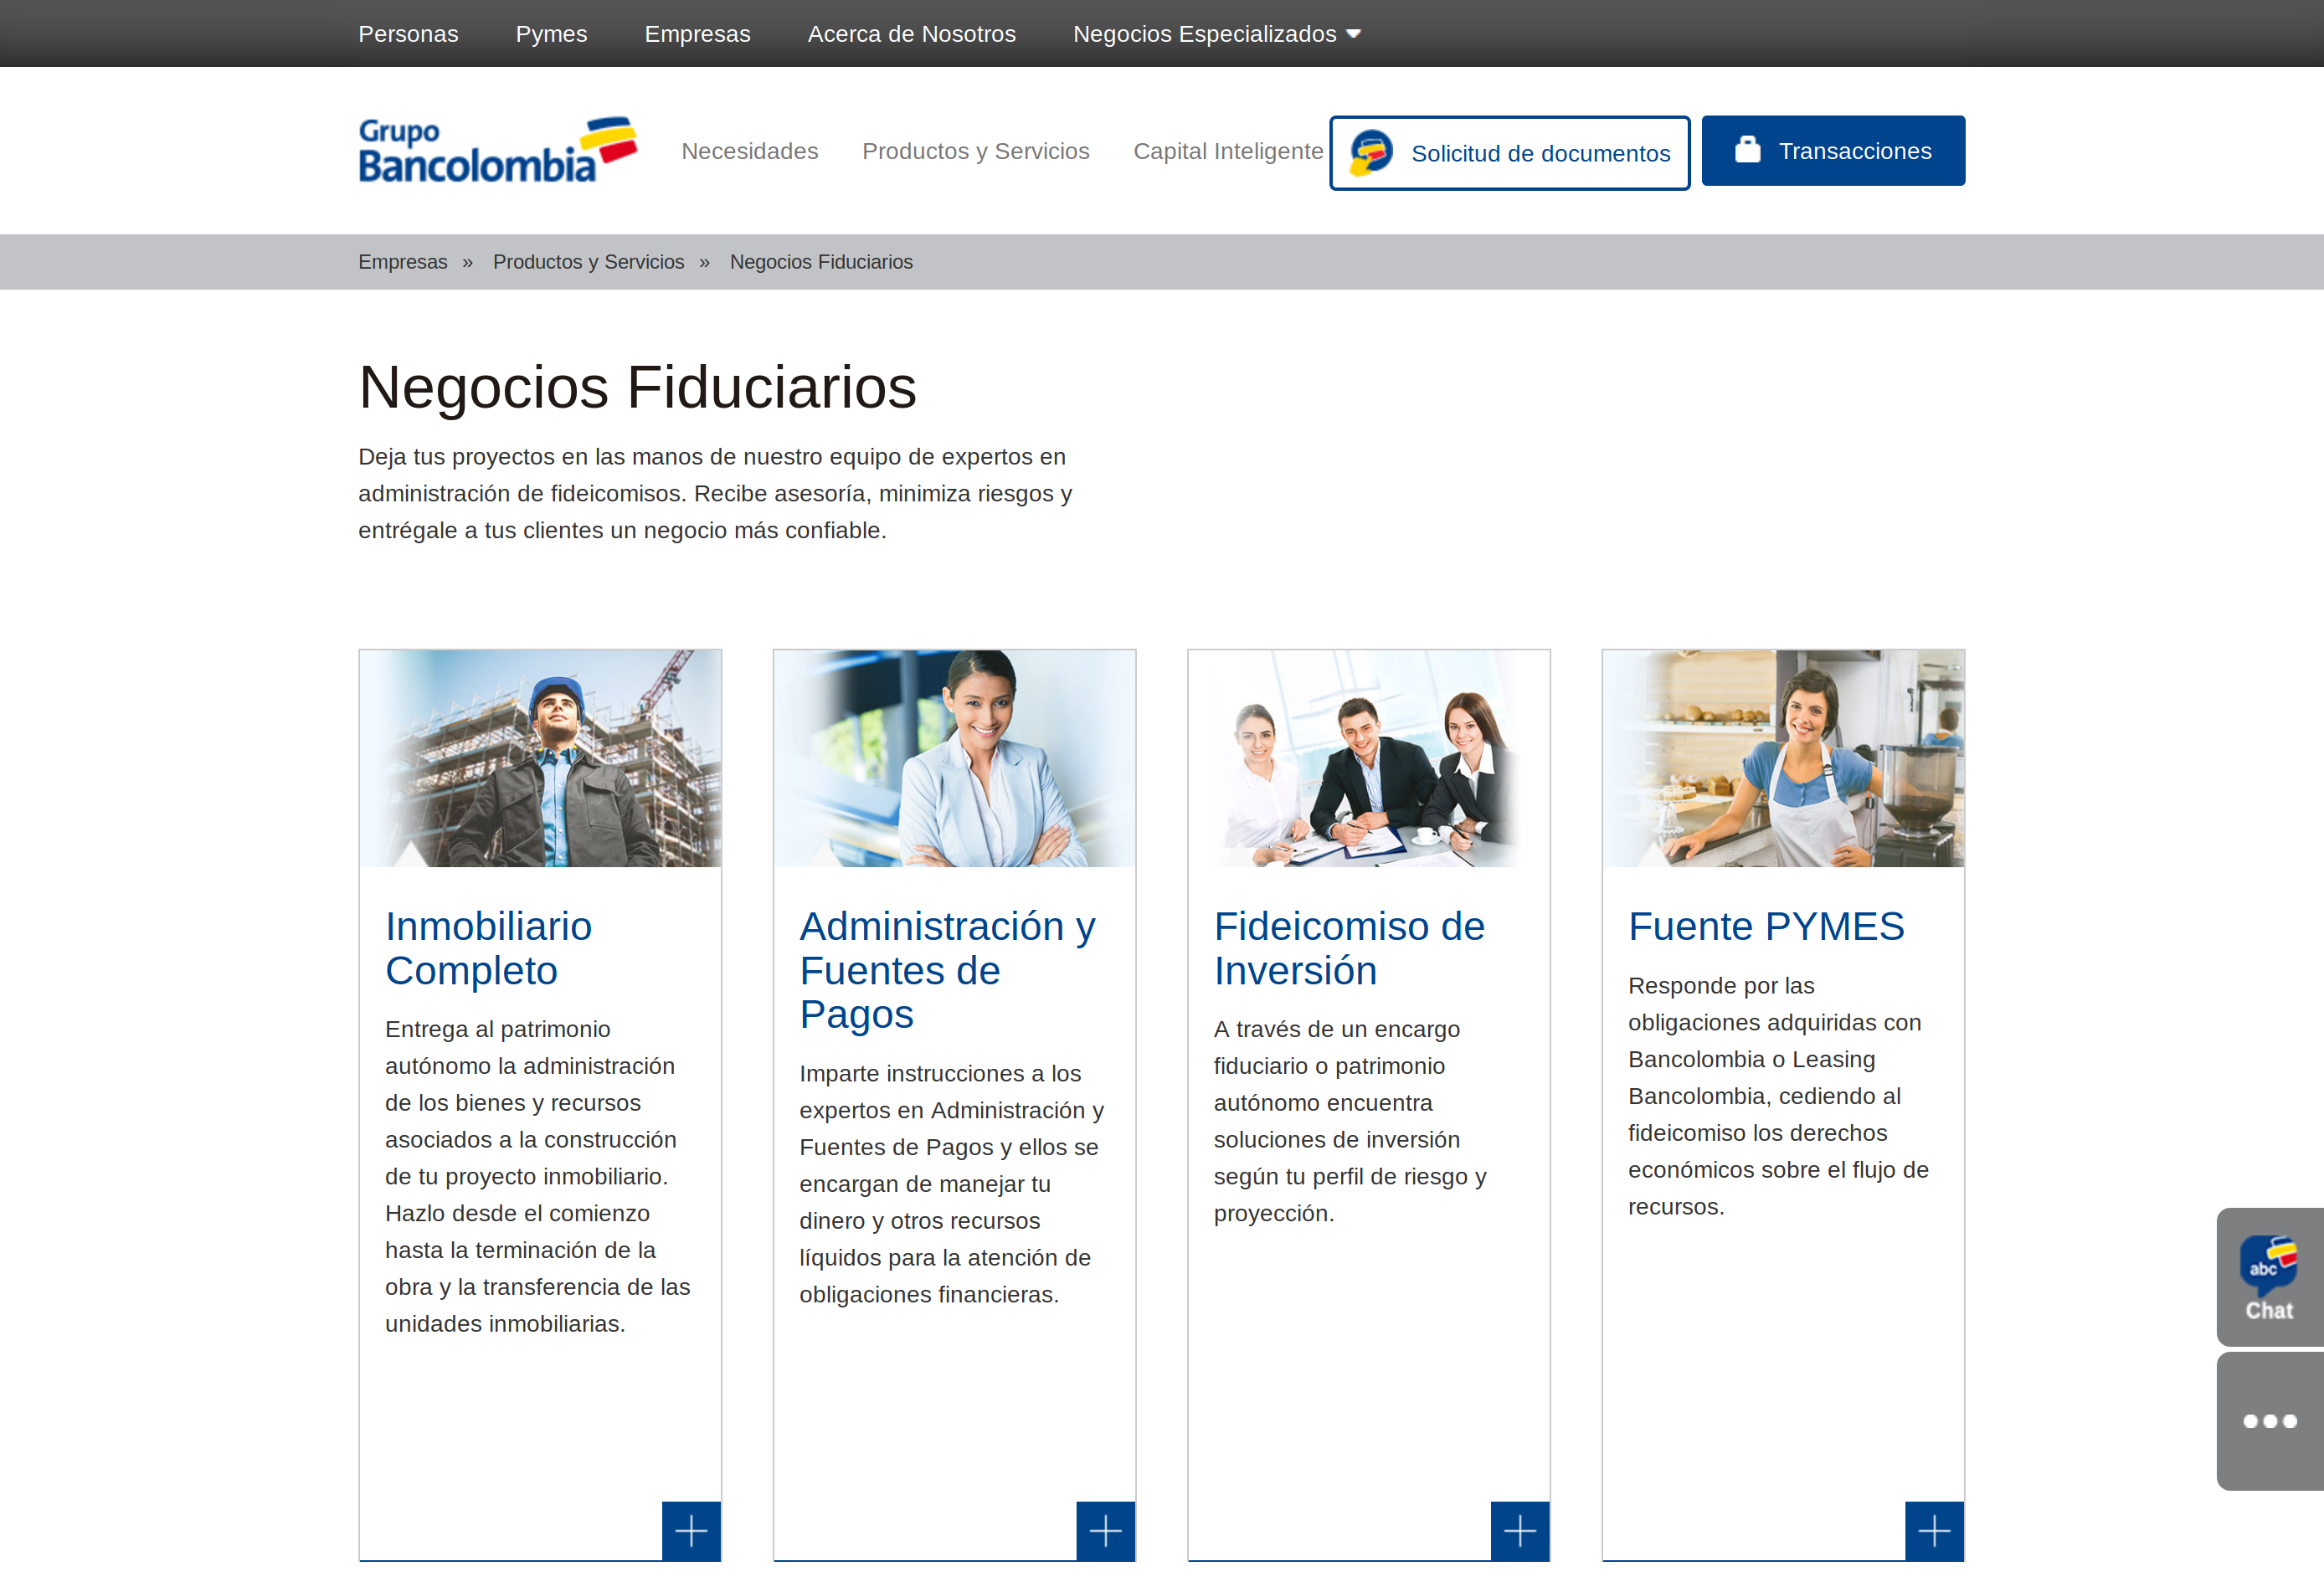 Personas Pymes Empresas Acerca de Nosotros Negocios Especializados
Grupo
Bancolombia
Necesidades Productos y Servicios Capital Inteligente Solicitud de documentos Transacciones
Empresas » Productos y Servicios » Negocios Fiduciarios
Negocios Fiduciarios
Deja tus proyectos en las manos de nuestro equipo de expertos en
administración de fideicomisos. Recibe asesoría, minimiza riesgos y
entrégale a tus clientes un negocio más confiable.
Inmobiliario
Completo
Entrega al patrimonio
autónomo la administración
de los bienes y recursos
asociados a la construcción
de tu proyecto inmobiliario.
Hazlo desde el comienzo
hasta la terminación de la
obra y la transferencia de las
unidades inmobiliarias.
Administración y
Fuentes de
Pagos
Imparte instrucciones a los
expertos en Administración y
Fuentes de Pagos y ellos se
encargan de manejar tu
dinero y otros recursos
líquidos para la atención de
obligaciones financieras.
Fideicomiso de
Inversión
A través de un encargo
fiduciario o patrimonio
autónomo encuentra
soluciones de inversión
según tu perfil de riesgo y
proyección.
Fuente PYMES
Responde por las
obligaciones adquiridas con
Bancolombia o Leasing
Bancolombia, cediendo al
fideicomiso los derechos
económicos sobre el flujo de
recursos.
abc
Chat